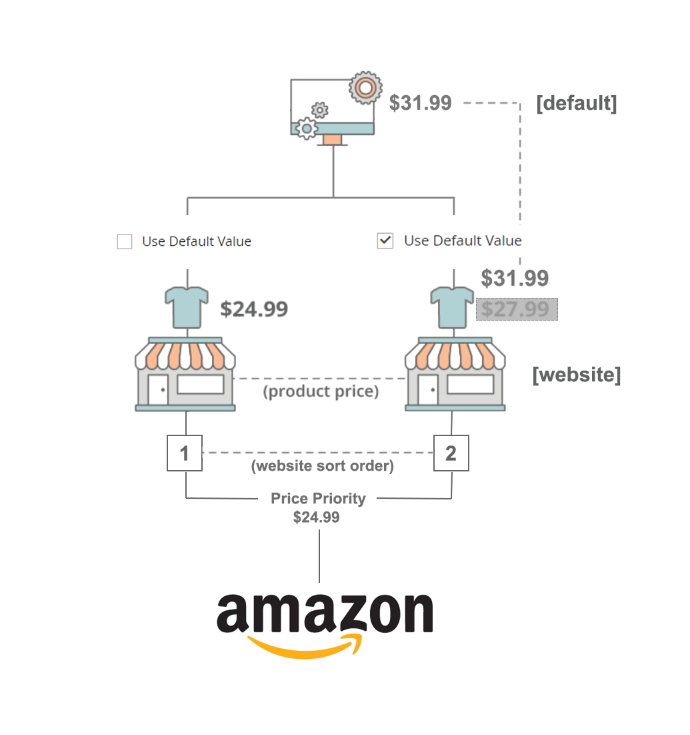 $31.99
[default]
Use Default Value
Use Default Value
$31.99
$24.99
$27.99
[website]
(product price)
1
2
(website sort order)
Price Priority
$24.99
amazon